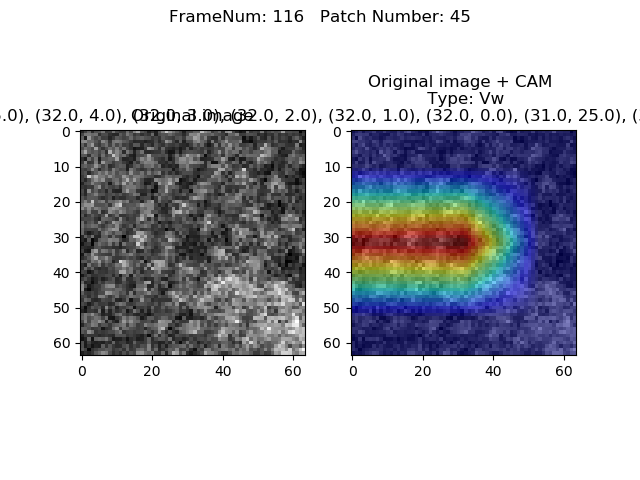 FrameNum: 116   Patch Number: 45
Original image + CAM
Type: Vw
.0), (32.0, 4.0), (32.0, 3.0), (32.0, 2.0), (32.0, 1.0), (32.0, 0.0), (31.0, 25.0), (3
Original image
0
10
20
30
40
50
60
0 20 40 60
0
10
20
30
40
50
60
0 20 40 60